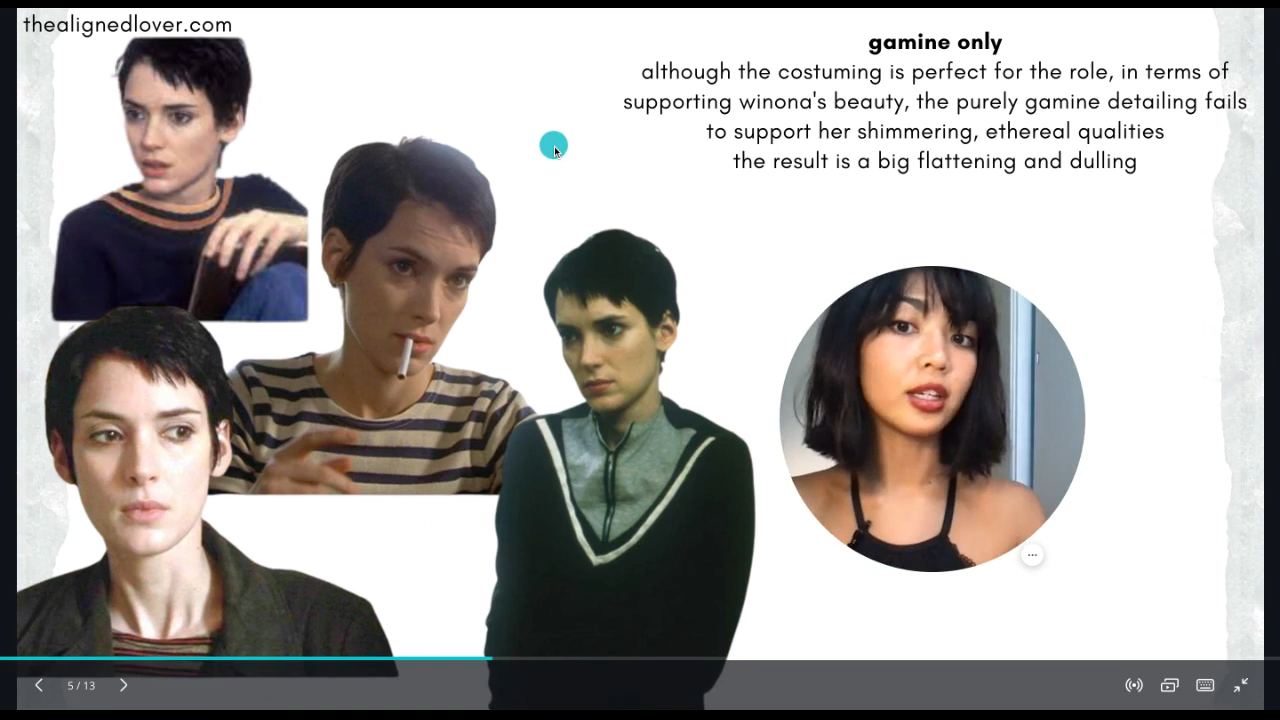 thealignedlover.com
gamine only
although the costuming is perfect for the role, in terms of
supporting winona's beauty, the purely gamine detailing fails
to support her shimmering, ethereal qualities
the result is a big flattening and dulling
5 / 13